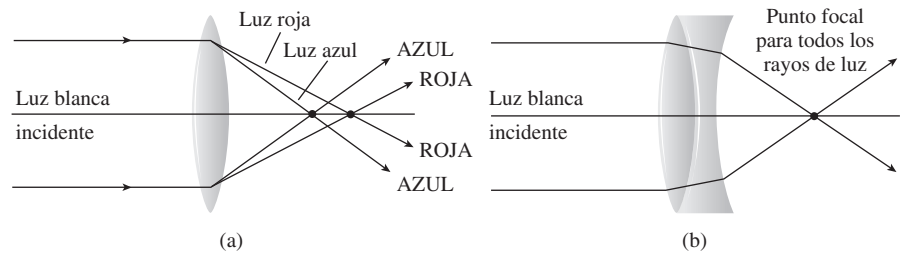 Luz roja
Luz azul
AZUL
ROJA
Luz blanca
incidente
ROJA
AZUL
(a)
Punto focal
para todos los
rayos de luz
Luz blanca
incidente
(b)